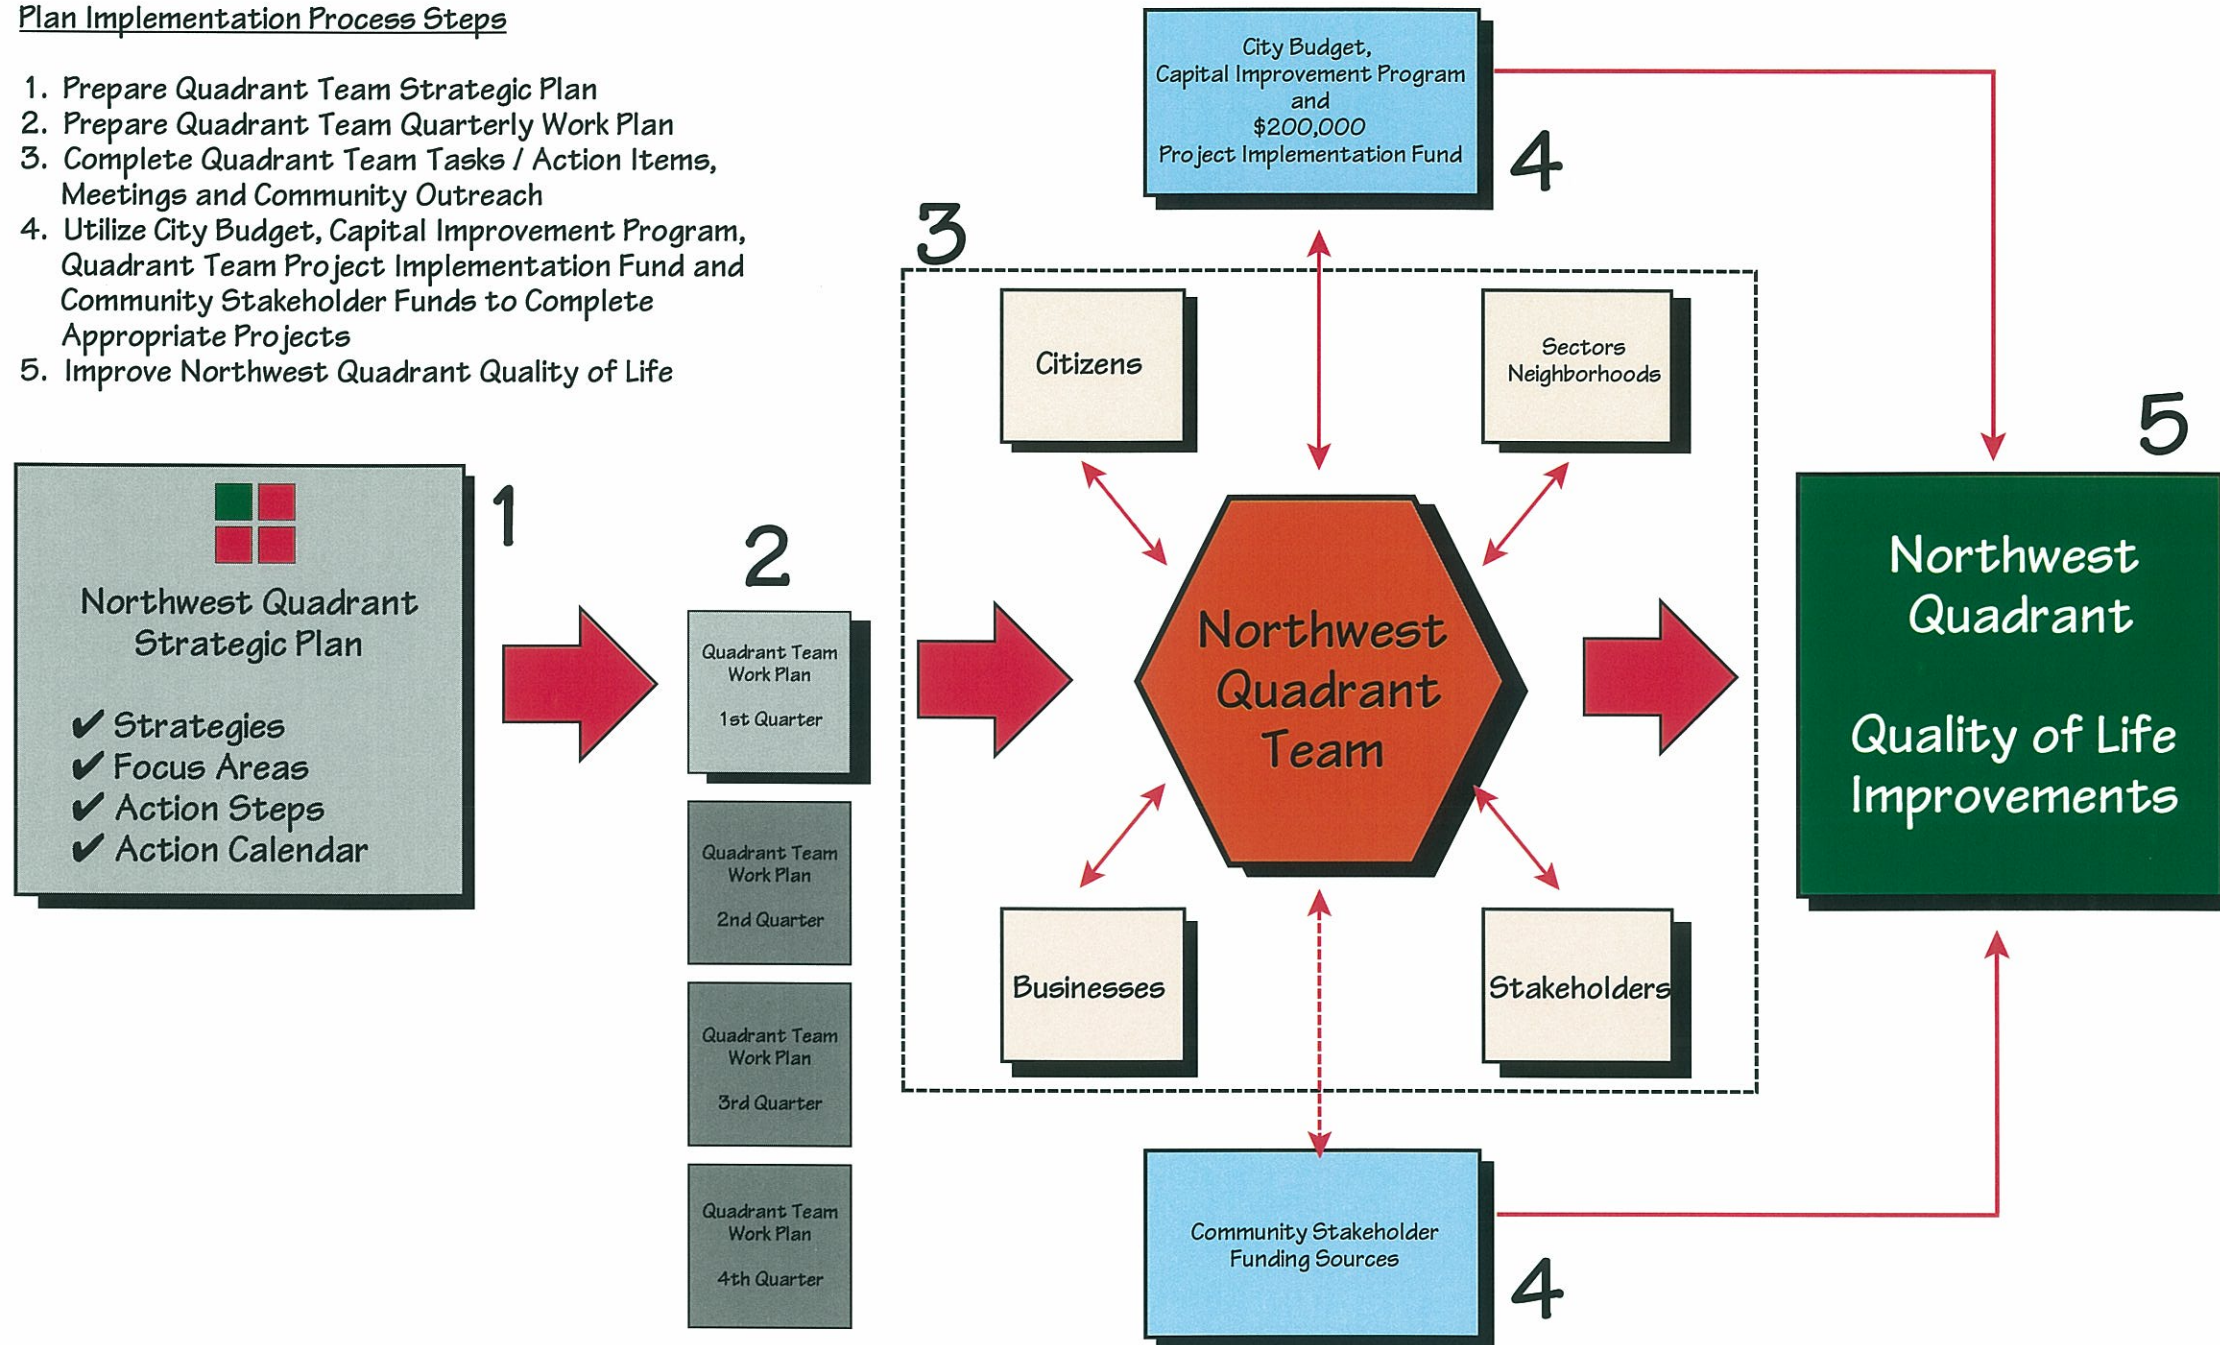 Plan Implementation Process Steps
1. Prepare Quadrant Team Strategic Plan
2. Prepare Quadrant Team Quarterly Work Plan
3. Complete Quadrant Team Tasks / Action Items,
Meetings and Community Outreach
4. Utilize City Budget, Capital Improvement Program,
Quadrant Team Project Implementation Fund and
Community Stakeholder Funds to Complete
Appropriate Projects
5. Improve Northwest Quadrant Quality of Life
1
Northwest Quadrant
Strategic Plan
✔ Strategies
✔ Focus Areas
✔ Action Steps
✔ Action Calendar
2
Quadrant Team
Work Plan
1st Quarter
Quadrant Team
Work Plan
2nd Quarter
Quadrant Team
Work Plan
3rd Quarter
Quadrant Team
Work Plan
4th Quarter
3
Citizens
Sectors
Neighborhoods
Northwest
Quadrant
Team
Businesses
Stakeholders
City Budget,
Capital Improvement Program
and
$200,000
Project Implementation Fund
4
Community Stakeholder
Funding Sources
4
5
Northwest
Quadrant
Quality of Life
Improvements